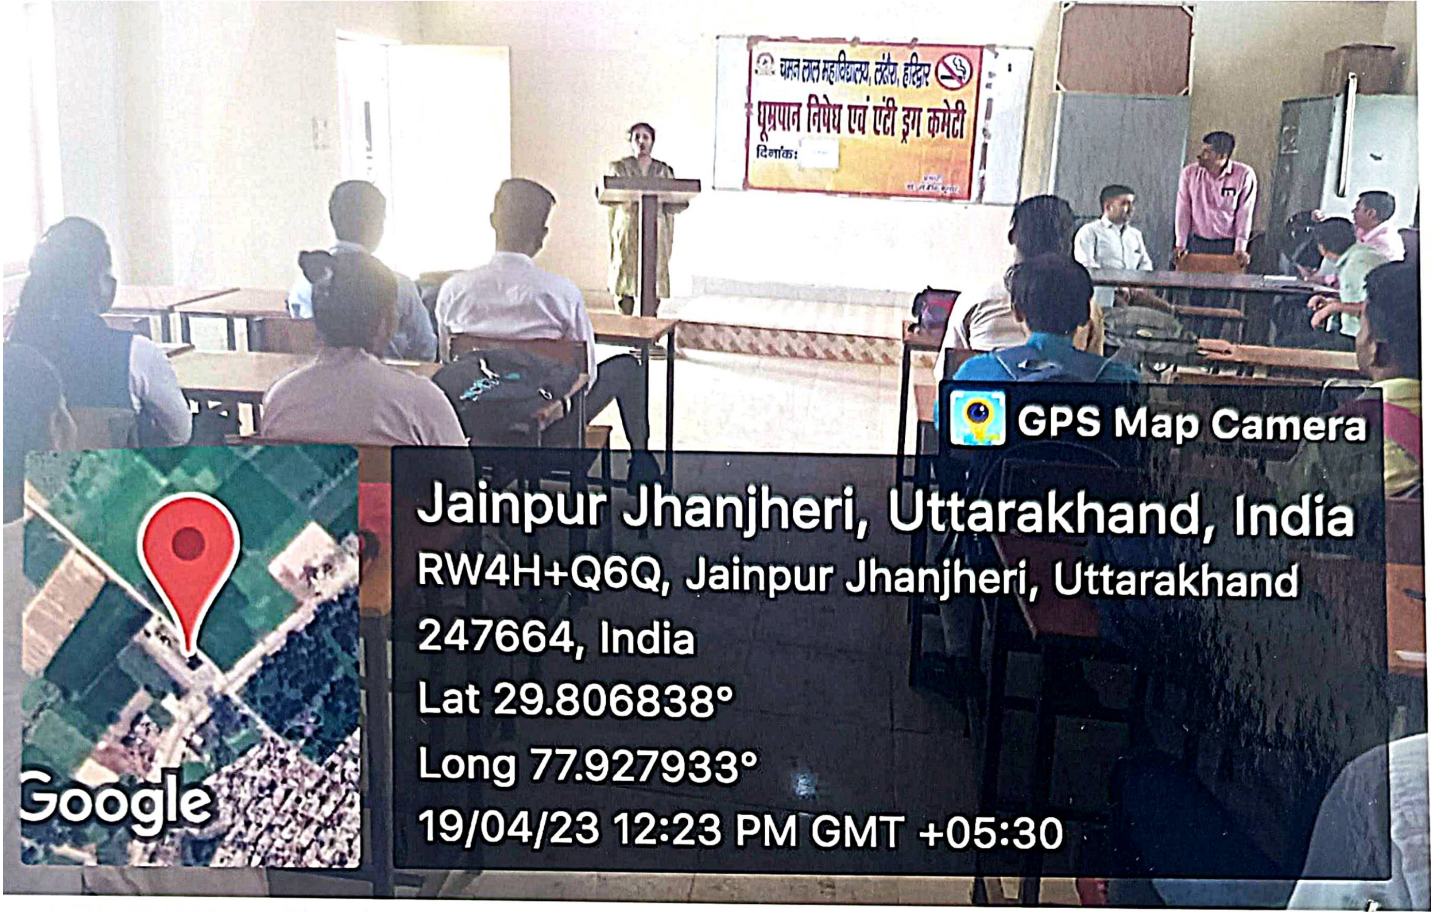 चमन लाल महाविद्यालय, लंढौरा, हरिद्वार
धूम्रपान निषेध एवं एंटी ड्रग कमेटी
दिनांक:
GPS Map Camera
Jainpur Jhanjheri, Uttarakhand, India
RW4H+Q6Q, Jainpur Jhanjheri, Uttarakhand
247664, India
Lat 29.806838°
Long 77.927933°
19/04/23 12:23 PM GMT +05:30
Google